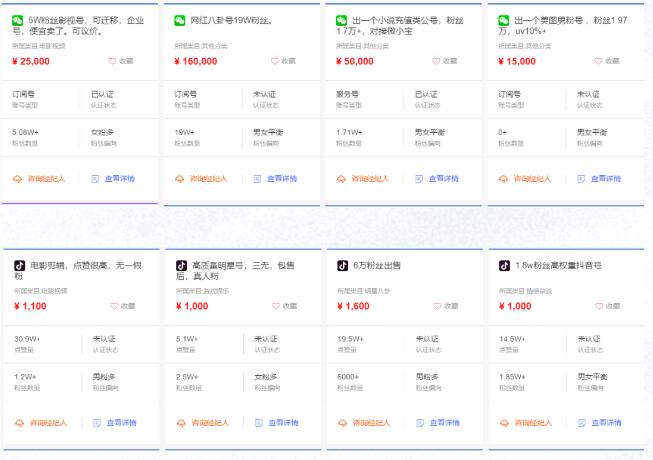 5W粉丝影视号，可迁移，企业号，便宜卖了。可议价。
所属类目:电影视频
¥ 25,000
收藏
订阅号
账号类型
已认证
认证状态
5.08W+
粉丝数量
女粉多
粉丝偏向
咨询经纪人
查看详情
网红八卦号19W粉丝。
所属类目:其他分类
¥ 160,000
收藏
订阅号
账号类型
未认证
认证状态
19W+
粉丝数量
男女平衡
粉丝偏向
咨询经纪人
查看详情
出一个小说充值类公号，粉丝1.7万+，对接微小宝
所属类目:其他分类
¥ 50,000
收藏
服务号
账号类型
已认证
认证状态
1.71W+
粉丝数量
男女平衡
粉丝偏向
咨询经纪人
查看详情
出一个美图男粉号，粉丝1.97万，uv10%+
所属类目:其他分类
¥ 15,000
收藏
订阅号
账号类型
未认证
认证状态
0+
粉丝数量
男女平衡
粉丝偏向
咨询经纪人
查看详情
电影剪辑，点赞很高，无一假粉
所属类目:电影视频
¥ 1,100
收藏
30.9W+
点赞量
未认证
认证状态
1.2W+
粉丝数量
男粉多
粉丝偏向
咨询经纪人
查看详情
高质量明星号，三无，包售后，真人粉
所属类目:游戏娱乐
¥ 1,000
收藏
5.1W+
点赞量
未认证
认证状态
2.5W+
粉丝数量
女粉多
粉丝偏向
咨询经纪人
查看详情
6万粉丝出售
所属类目:明星八卦
¥ 1,600
收藏
19.5W+
点赞量
未认证
认证状态
6000+
粉丝数量
男粉多
粉丝偏向
咨询经纪人
查看详情
1.8w粉丝高权重抖音号
所属类目:情感杂谈
¥ 1,000
收藏
14.5W+
点赞量
未认证
认证状态
1.85W+
粉丝数量
男女平衡
粉丝偏向
咨询经纪人
查看详情